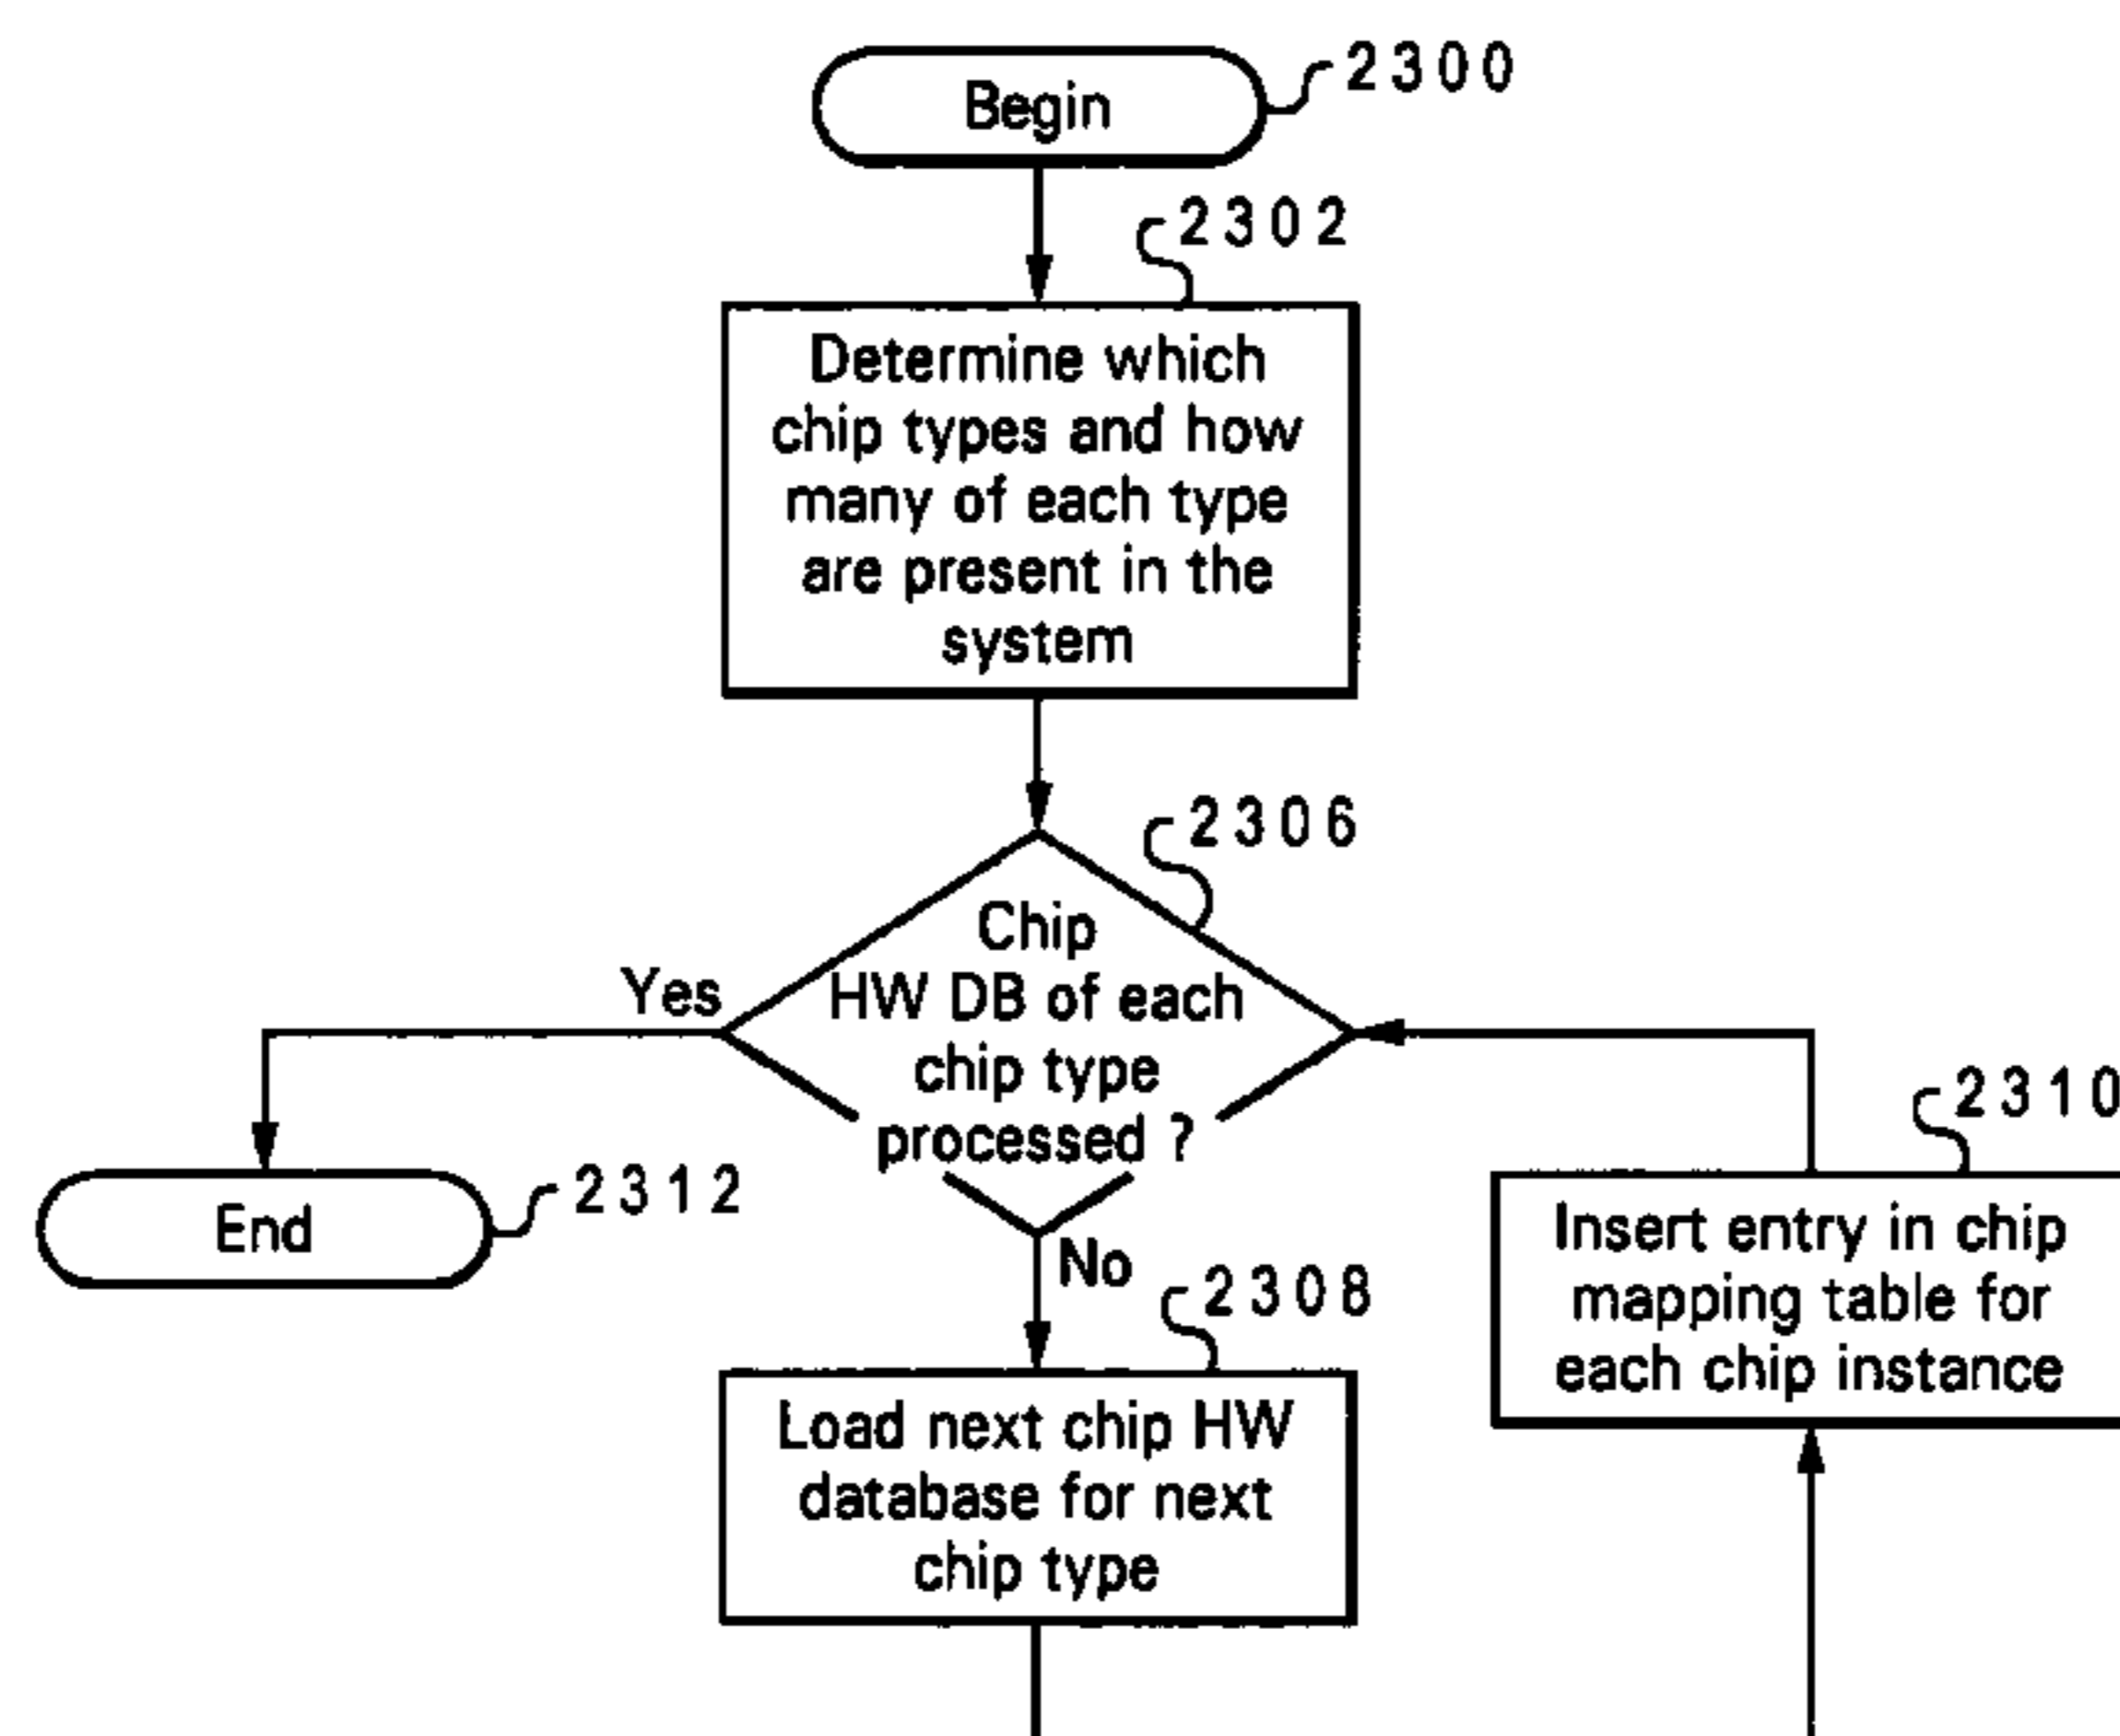 Begin
2300
2302
Determine which
chip types and how
many of each type
are present in the
system
2306
Chip
HW DB of each
chip type
processed ?
Yes
No
End
2312
2308
Load next chip HW
database for next
chip type
2310
Insert entry in chip
mapping table for
each chip instance